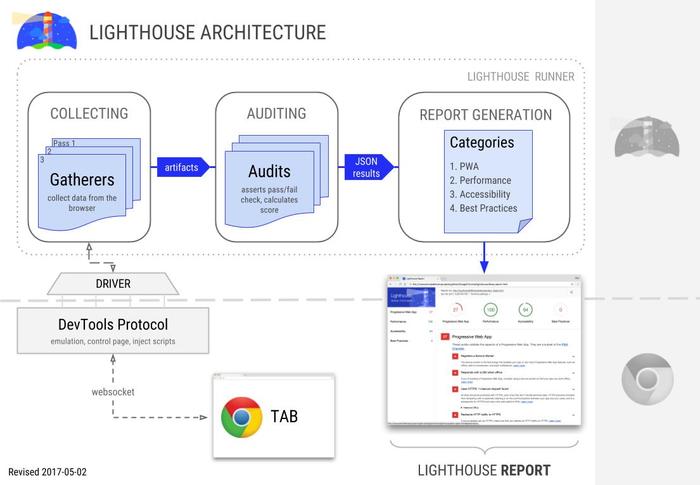 LIGHTHOUSE ARCHITECTURE
LIGHTHOUSE RUNNER
COLLECTING
Pass 1
2
3
Gatherers
collect data from the
browser
artifacts
AUDITING
Audits
asserts pass/fail
check, calculates
score
JSON
results
REPORT GENERATION
Categories
1. PWA
2. Performance
3. Accessibility
4. Best Practices
DRIVER
DevTools Protocol
emulation, control page, inject scripts
websocket
TAB
Lighthouse
Progressive Web App
Performance
Accessibility
Best Practices
Progressive Web App
LIGHTHOUSE REPORT
Revised 2017-05-02